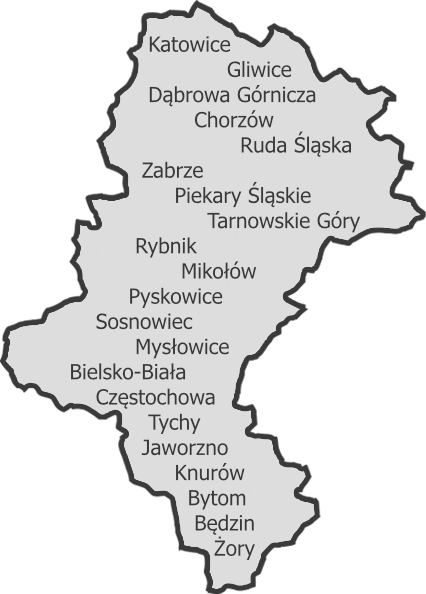 Katowice
Gliwice
Dąbrowa Górnicza
Chorzów
Ruda Śląska
Zabrze
Piekary Śląskie
Tarnowskie Góry
Rybnik
Mikołów
Pyskowice
Sosnowiec
Mysłowice
Bielsko-Biała
Częstochowa
Tychy
Jaworzno
Knurów
Bytom
Będzin
Żory